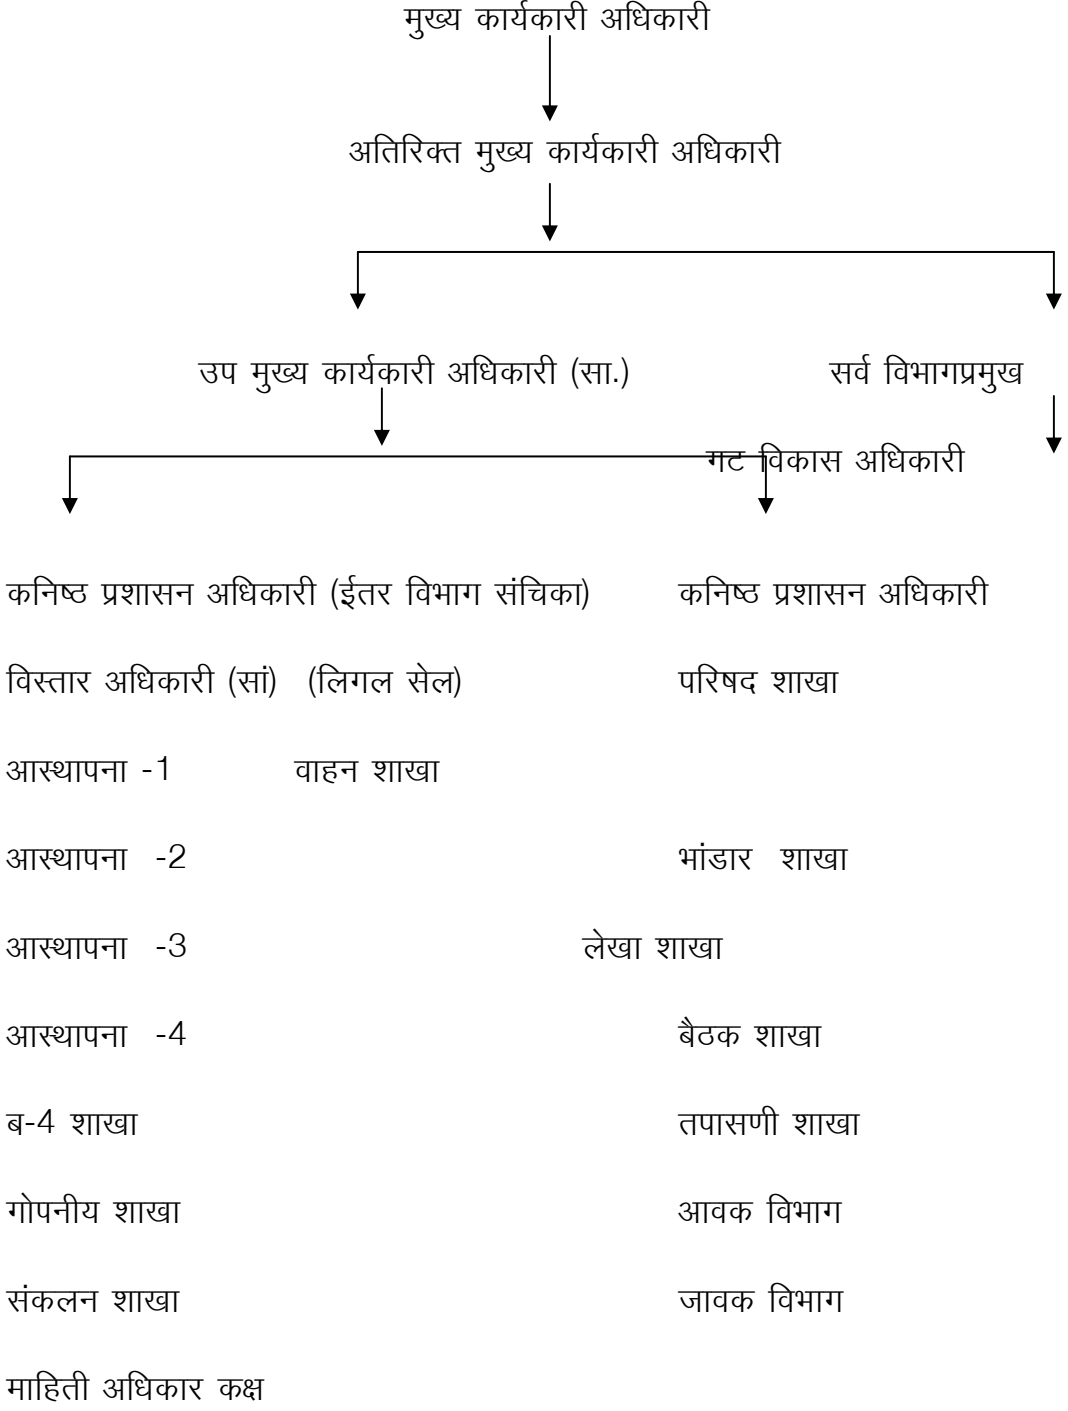 मुख्य कार्यकारी अधिकारी
अतिरिक्त मुख्य कार्यकारी अधिकारी
उप मुख्य कार्यकारी अधिकारी (सा.) सर्व विभागप्रमुख
गट विकास अधिकारी
कनिष्ठ प्रशासन अधिकारी (ईतर विभाग संचिका) कनिष्ठ प्रशासन अधिकारी
विस्तार अधिकारी (सां) (लिगल सेल) परिषद शाखा
आस्थापना -1 वाहन शाखा
आस्थापना -2 भांडार शाखा
आस्थापना -3 लेखा शाखा
आस्थापना -4 बैठक शाखा
ब-4 शाखा तपासणी शाखा
गोपनीय शाखा आवक विभाग
संकलन शाखा जावक विभाग
माहिती अधिकार कक्ष